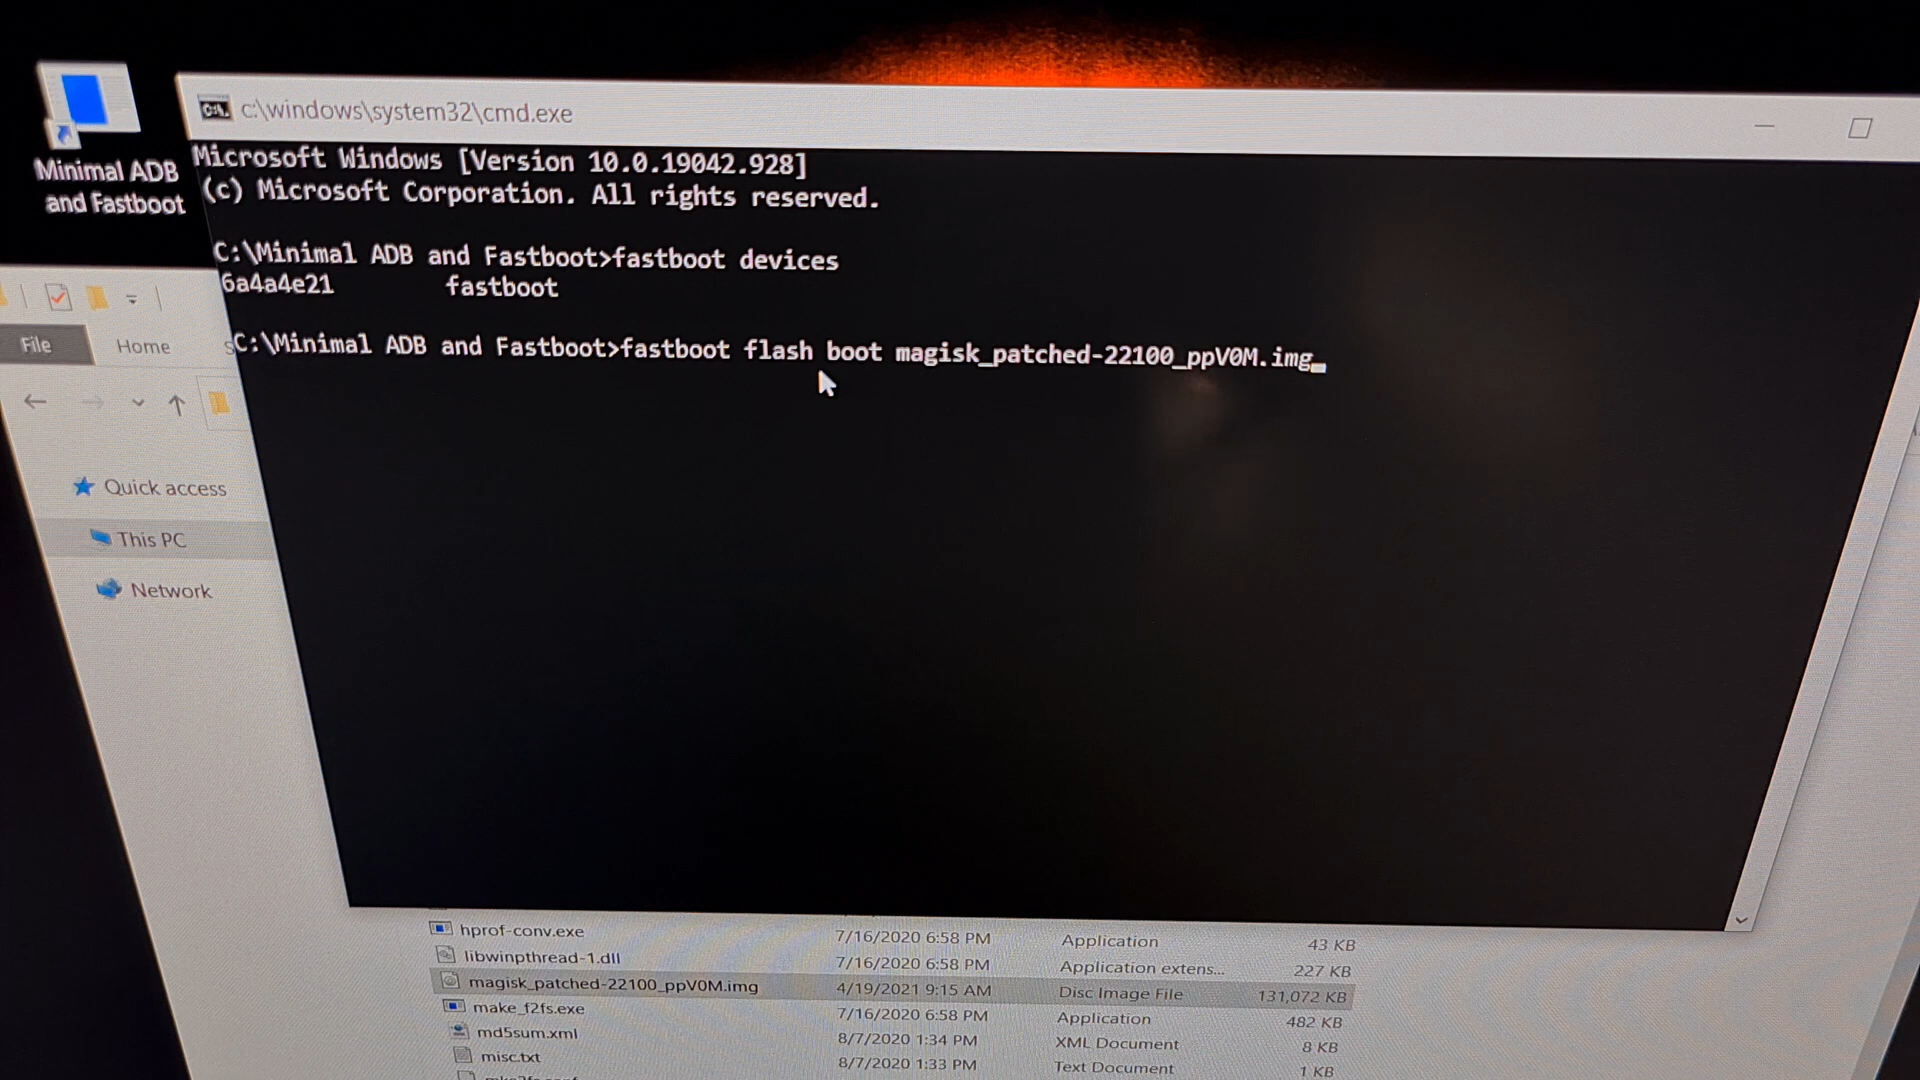 Minimal ADB
and Fastboot
c:\windows\system32\cmd.exe
Microsoft Windows [Version 10.0.19042.928]
(c) Microsoft Corporation. All rights reserved.
C:\Minimal ADB and Fastboot>fastboot devices
6a4a4e21 fastboot
C:\Minimal ADB and Fastboot>fastboot flash boot magisk_patched-22100_ppV0M.img
File Home
Quick access
This PC
Network
hprof-conv.exe 7/16/2020 6:58 PM Application 43 KB
libwinpthread-1.dll 7/16/2020 6:58 PM Application extens... 227 KB
magisk_patched-22100_ppV0M.img 4/19/2021 9:15 AM Disc Image File 131,072 KB
make_f2fs.exe 7/16/2020 6:58 PM Application 482 KB
md5sum.xml 8/7/2020 1:34 PM XML Document 8 KB
misc.txt 8/7/2020 1:33 PM Text Document 1 KB